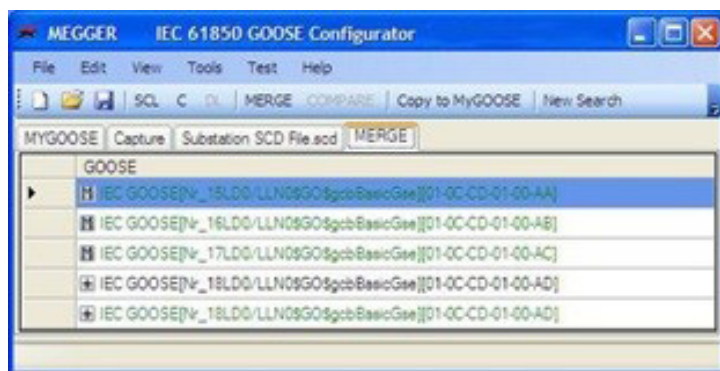 MEGGER IEC 61850 GOOSE Configurator
File Edit View Tools Test Help
SCL C DL MERGE COMPARE Copy to MyGOOSE New Search
MYGOOSE Capture Substation SCD File.scd MERGE
GOOSE
IEC GOOSE[Nr_15LD0/LLN0$GO$gcbBasicGse][01-0C-CD-01-00-AA]
M IEC GOOSE[Nr_16LD0/LLN0$GO$gcbBasicGse][01-0C-CD-01-00-AB]
M IEC GOOSE[Nr_17LD0/LLN0$GO$gcbBasicGse][01-0C-CD-01-00-AC]
IEC GOOSE[Nr_18LD0/LLN0$GO$gcbBasicGse][01-0C-CD-01-00-AD]
IEC GOOSE[Nr_18LD0/LLN0$GO$gcbBasicGse][01-0C-CD-01-00-AD]